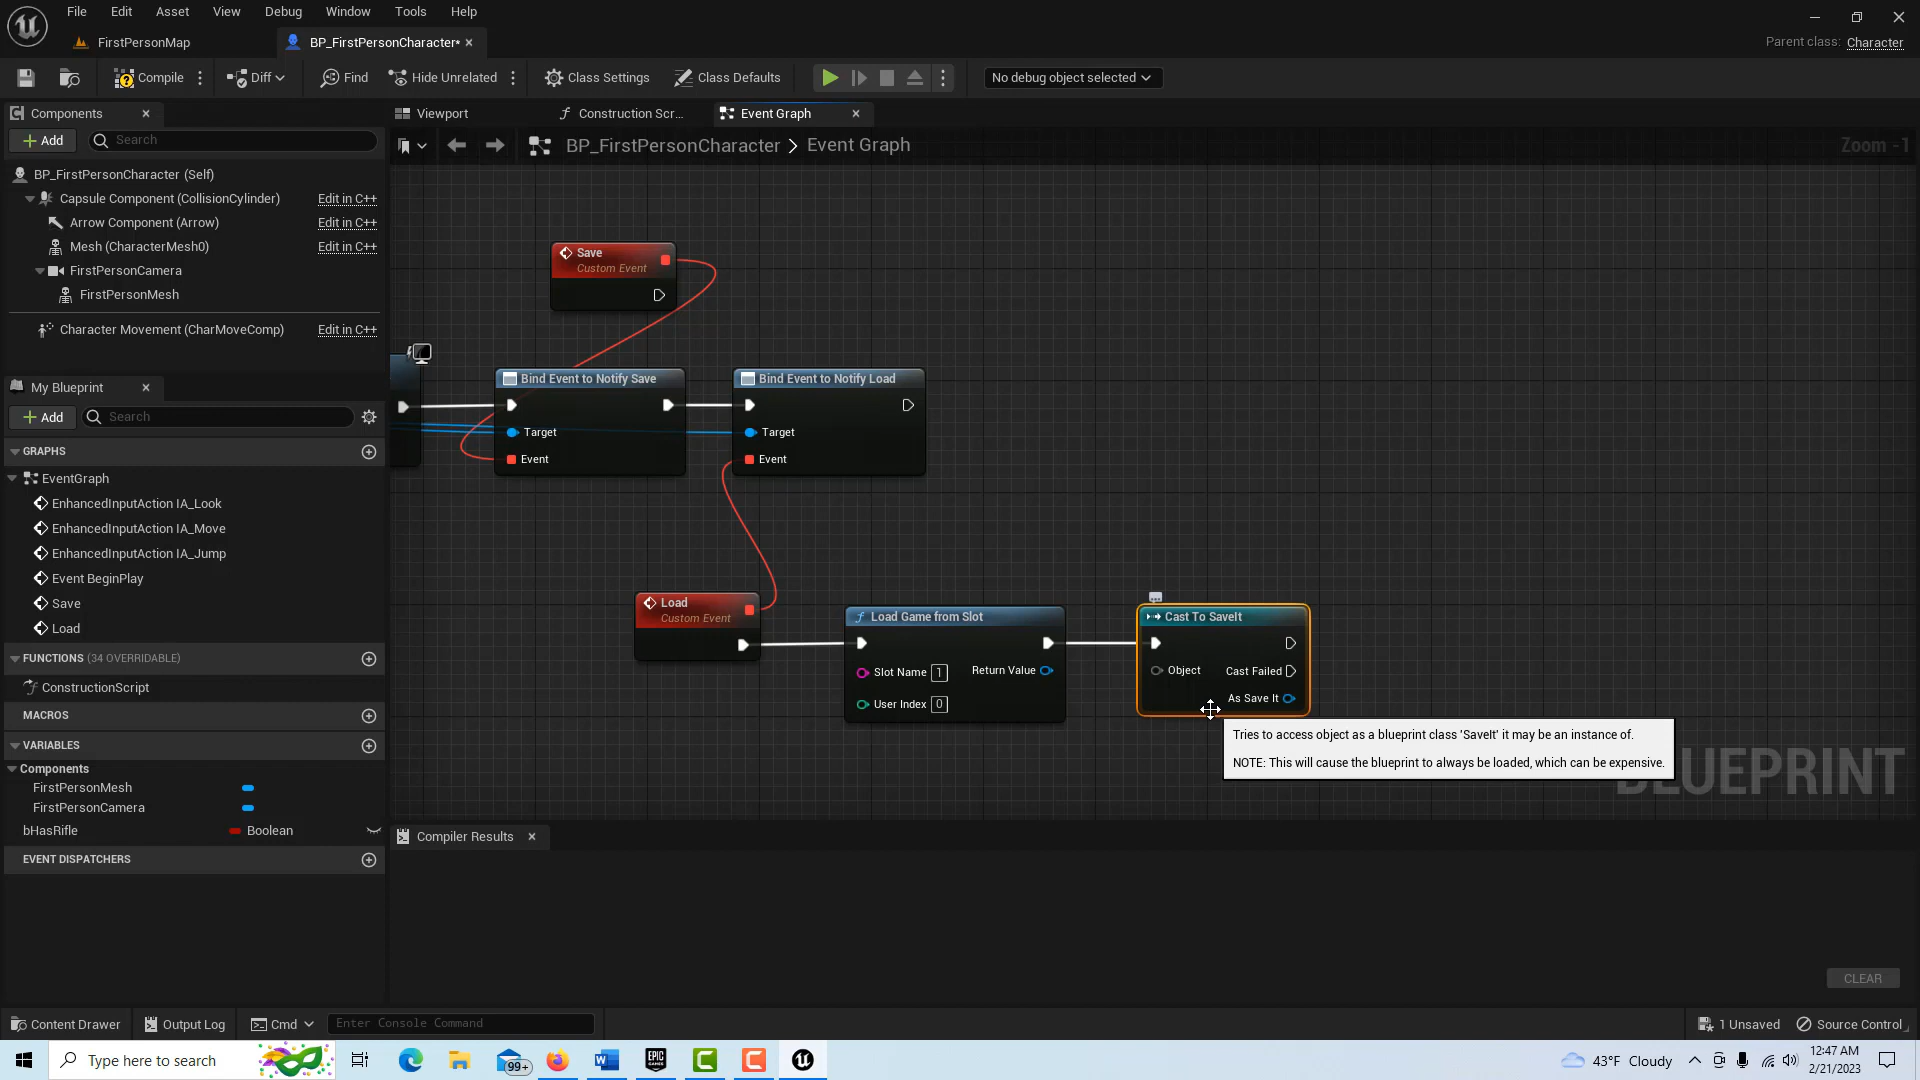 File Edit Asset View Debug Window Tools Help
FirstPersonMap
BP_FirstPersonCharacter*
Parent class: Character
Compile
Diff
Find
Hide Unrelated
Class Settings
Class Defaults
No debug object selected
Components
Add
Search
BP_FirstPersonCharacter (Self)
Capsule Component (CollisionCylinder) Edit in C++
Arrow Component (Arrow) Edit in C++
Mesh (CharacterMesh0) Edit in C++
FirstPersonCamera
FirstPersonMesh
Character Movement (CharMoveComp) Edit in C++
My Blueprint
Add
Search
GRAPHS
EventGraph
EnhancedInputAction IA_Look
EnhancedInputAction IA_Move
EnhancedInputAction IA_Jump
Event BeginPlay
Save
Load
FUNCTIONS (34 OVERRIDABLE)
ConstructionScript
MACROS
VARIABLES
Components
FirstPersonMesh
FirstPersonCamera
bHasRifle Boolean
EVENT DISPATCHERS
Viewport
Construction Scr...
Event Graph
BP_FirstPersonCharacter > Event Graph
Zoom -1
Save
Custom Event
Bind Event to Notify Save
Target
Event
Bind Event to Notify Load
Target
Event
Load
Custom Event
Load Game from Slot
Slot Name 1 Return Value
User Index 0
Cast To SaveIt
Object Cast Failed
As Save It
Tries to access object as a blueprint class 'SaveIt' it may be an instance of.
NOTE: This will cause the blueprint to always be loaded, which can be expensive.
BLUEPRINT
Compiler Results
CLEAR
Content Drawer
Output Log
Cmd
Enter Console Command
1 Unsaved
Source Control
Type here to search
99+
EPIC GAMES
43°F Cloudy
12:47 AM
2/21/2023